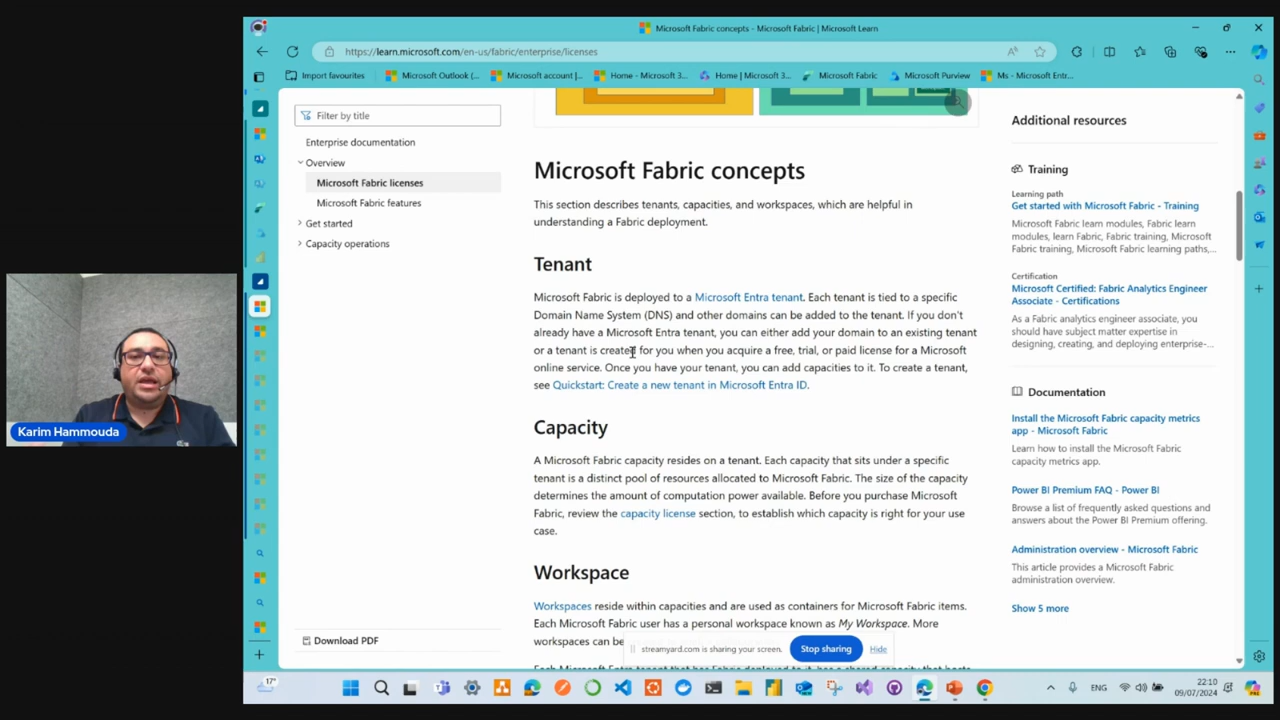 Microsoft Fabric concepts - Microsoft Fabric | Microsoft Learn
https://learn.microsoft.com/en-us/fabric/enterprise/licenses
Import favourites
Microsoft Outlook (...
Microsoft account |...
Home - Microsoft 3...
Home | Microsoft 3...
Microsoft Fabric
Microsoft Purview
Ms - Microsoft Entr...
Filter by title
Enterprise documentation
Overview
Microsoft Fabric licenses
Microsoft Fabric features
Get started
Capacity operations
Download PDF
Microsoft Fabric concepts
This section describes tenants, capacities, and workspaces, which are helpful in
understanding a Fabric deployment.
Tenant
Microsoft Fabric is deployed to a Microsoft Entra tenant. Each tenant is tied to a specific
Domain Name System (DNS) and other domains can be added to the tenant. If you don't
already have a Microsoft Entra tenant, you can either add your domain to an existing tenant
or a tenant is created for you when you acquire a free, trial, or paid license for a Microsoft
online service. Once you have your tenant, you can add capacities to it. To create a tenant,
see Quickstart: Create a new tenant in Microsoft Entra ID.
Capacity
A Microsoft Fabric capacity resides on a tenant. Each capacity that sits under a specific
tenant is a distinct pool of resources allocated to Microsoft Fabric. The size of the capacity
determines the amount of computation power available. Before you purchase Microsoft
Fabric, review the capacity license section, to establish which capacity is right for your use
case.
Workspace
Workspaces reside within capacities and are used as containers for Microsoft Fabric items.
Each Microsoft Fabric user has a personal workspace known as My Workspace. More
workspaces can be
streamyard.com is sharing your screen.
Stop sharing
Hide
Additional resources
Training
Learning path
Get started with Microsoft Fabric - Training
Microsoft Fabric learn modules, Fabric learn
modules, learn Fabric, Fabric training, Microsoft
Fabric training, Microsoft Fabric learning paths,...
Certification
Microsoft Certified: Fabric Analytics Engineer
Associate - Certifications
As a Fabric analytics engineer associate, you
should have subject matter expertise in
designing, creating, and deploying enterprise-...
Documentation
Install the Microsoft Fabric capacity metrics
app - Microsoft Fabric
Learn how to install the Microsoft Fabric
capacity metrics app.
Power BI Premium FAQ - Power BI
Browse a list of frequently asked questions and
answers about the Power BI Premium offering.
Administration overview - Microsoft Fabric
This article provides a Microsoft Fabric
administration overview.
Show 5 more
Karim Hammouda
17°
ENG
22:10
09/07/2024